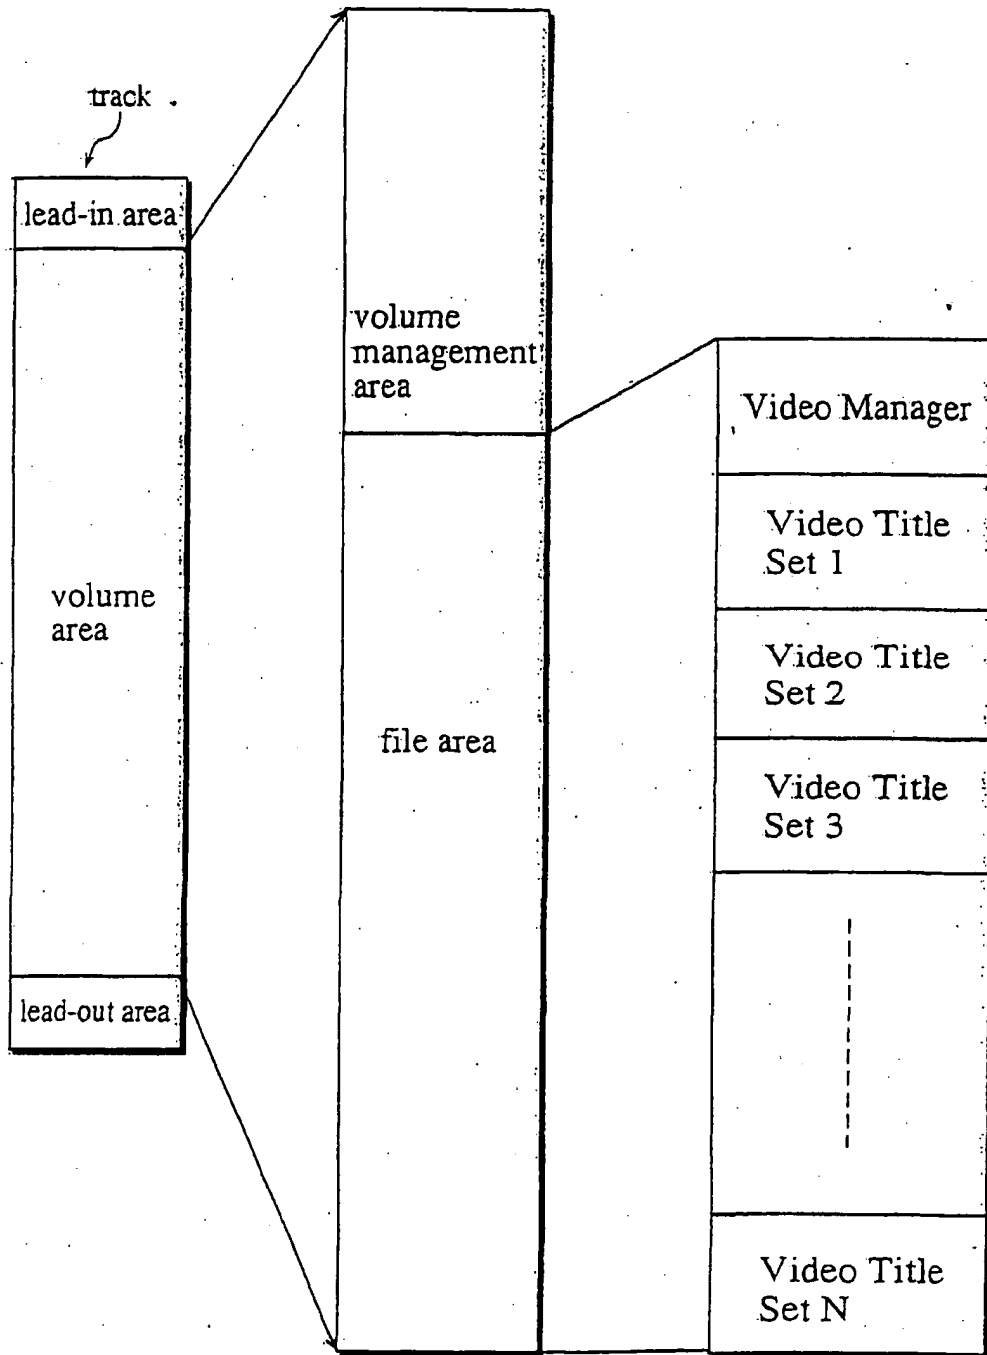 track
lead-in area
volume
area
lead-out area
volume
management
area
file area
Video Manager
Video Title
Set 1
Video Title
Set 2
Video Title
Set 3
Video Title
Set N